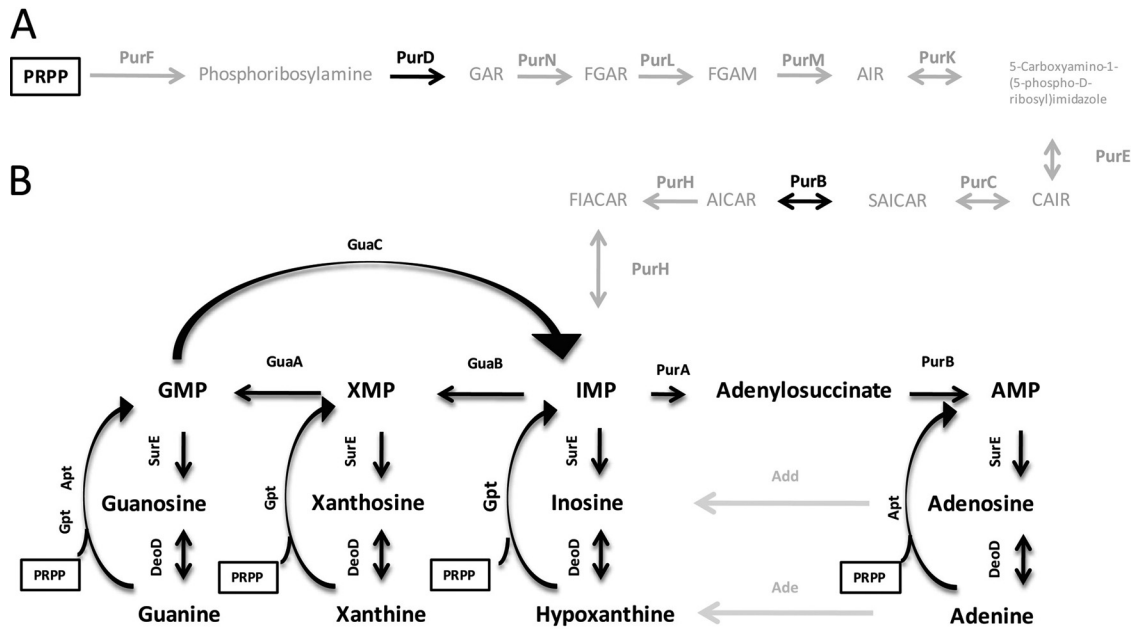 A
PurF
PurD
PurN
PurL
PurM
PurK
PRPP
Phosphoribosylamine
GAR
FGAR
FGAM
AIR
5-Carboxyamino-1-
(5-phospho-D-
ribosyl)imidazole
PurE
B
PurH
PurB
PurC
FIACAR
AICAR
SAICAR
CAIR
GuaC
PurH
GuaA
GuaB
PurA
PurB
GMP
XMP
IMP
Adenylosuccinate
AMP
SurE
SurE
SurE
SurE
Apt
Gpt
Gpt
Gpt
Add
Apt
Guanosine
Xanthosine
Inosine
Adenosine
DeoD
DeoD
DeoD
DeoD
PRPP
PRPP
PRPP
PRPP
Ade
Guanine
Xanthine
Hypoxanthine
Adenine